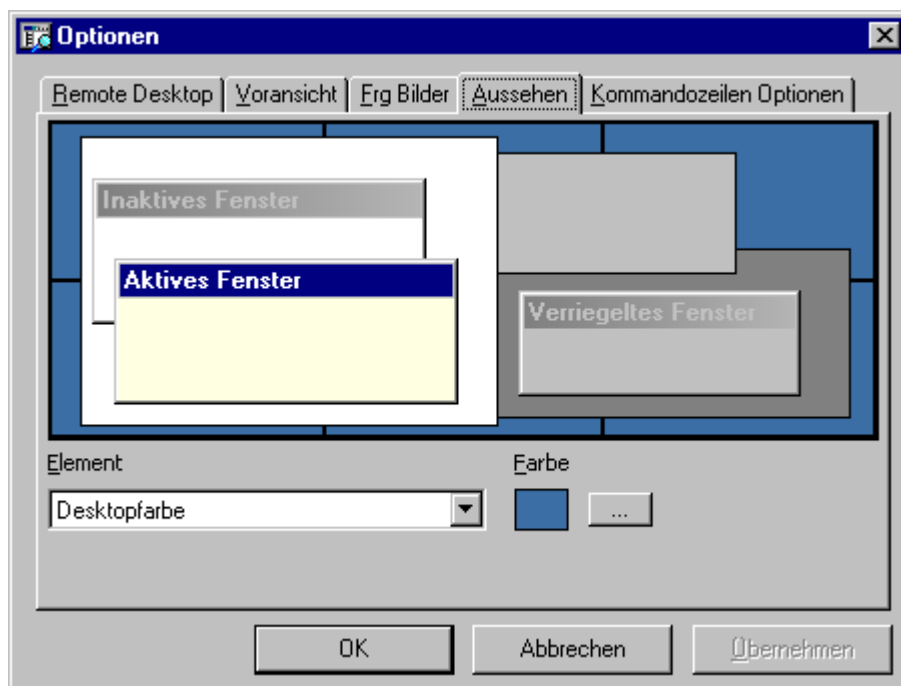 Optionen
Remote Desktop Voransicht Frg Bilder Aussehen Kommandozeilen Optionen
Inaktives Fenster
Aktives Fenster
Verriegeltes Fenster
Element Farbe
Desktopfarbe ...
OK Abbrechen Übernehmen